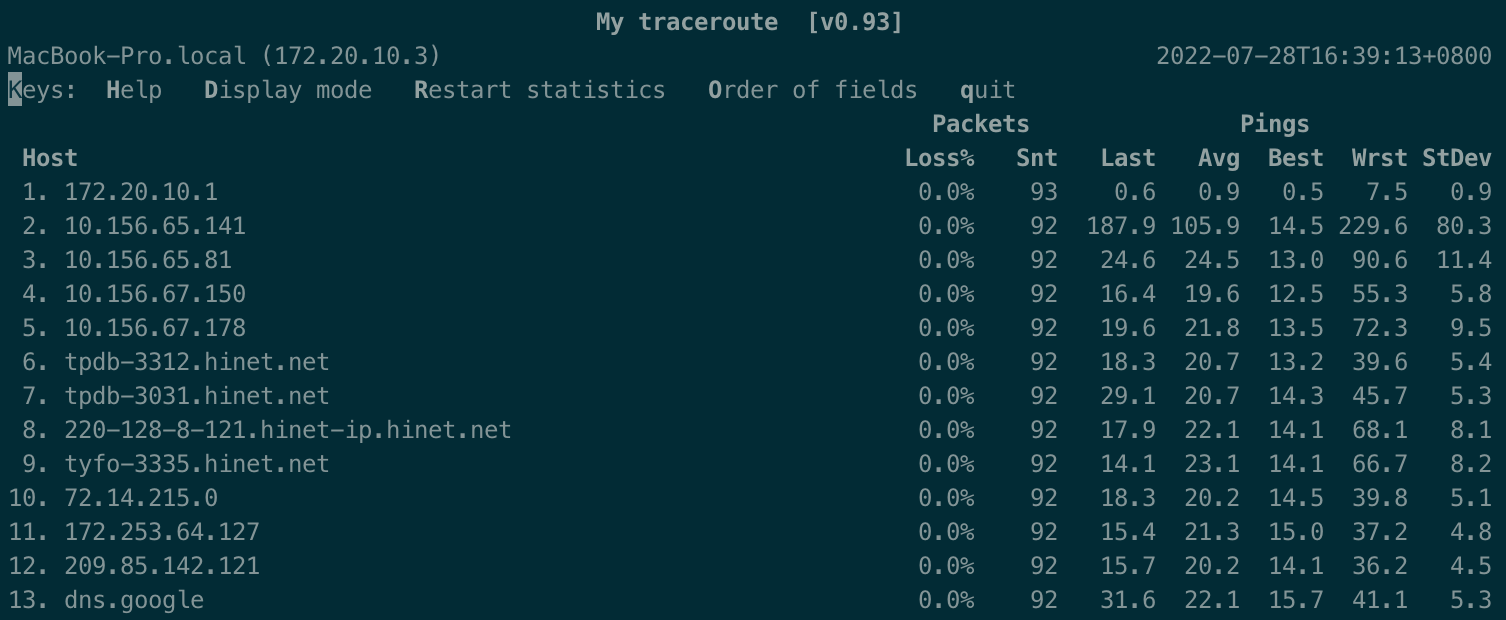 My traceroute  [v0.93]
MacBook-Pro.local (172.20.10.3)    2022-07-28T16:39:13+0800
Keys:  Help   Display mode   Restart statistics   Order of fields   quit
Packets    Pings
Host    Loss%   Snt   Last   Avg  Best  Wrst StDev
1. 172.20.10.1    0.0%    93    0.6   0.9   0.5   7.5   0.9
2. 10.156.65.141    0.0%    92  187.9 105.9  14.5 229.6  80.3
3. 10.156.65.81    0.0%    92   24.6  24.5  13.0  90.6  11.4
4. 10.156.67.150    0.0%    92   16.4  19.6  12.5  55.3   5.8
5. 10.156.67.178    0.0%    92   19.6  21.8  13.5  72.3   9.5
6. tpdb-3312.hinet.net    0.0%    92   18.3  20.7  13.2  39.6   5.4
7. tpdb-3031.hinet.net    0.0%    92   29.1  20.7  14.3  45.7   5.3
8. 220-128-8-121.hinet-ip.hinet.net    0.0%    92   17.9  22.1  14.1  68.1   8.1
9. tyfo-3335.hinet.net    0.0%    92   14.1  23.1  14.1  66.7   8.2
10. 72.14.215.0    0.0%    92   18.3  20.2  14.5  39.8   5.1
11. 172.253.64.127    0.0%    92   15.4  21.3  15.0  37.2   4.8
12. 209.85.142.121    0.0%    92   15.7  20.2  14.1  36.2   4.5
13. dns.google    0.0%    92   31.6  22.1  15.7  41.1   5.3